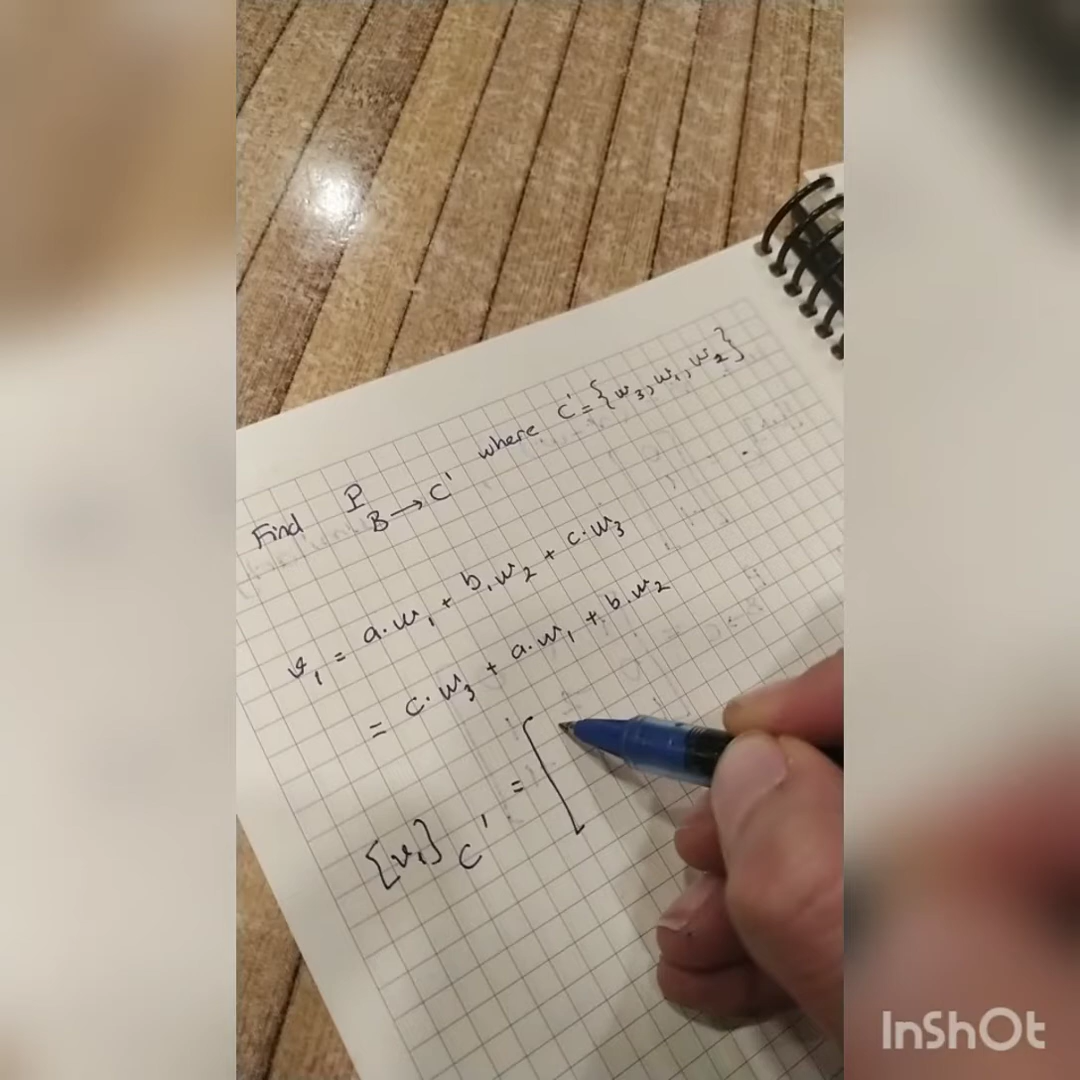 Find P B → C' where C' = {w₃, w₁, w₂}
v₁ = a.w₁ + b.w₂ + c.w₃
= c.w₃ + a.w₁ + b.w₂
[v₁] C' = [
InShOt